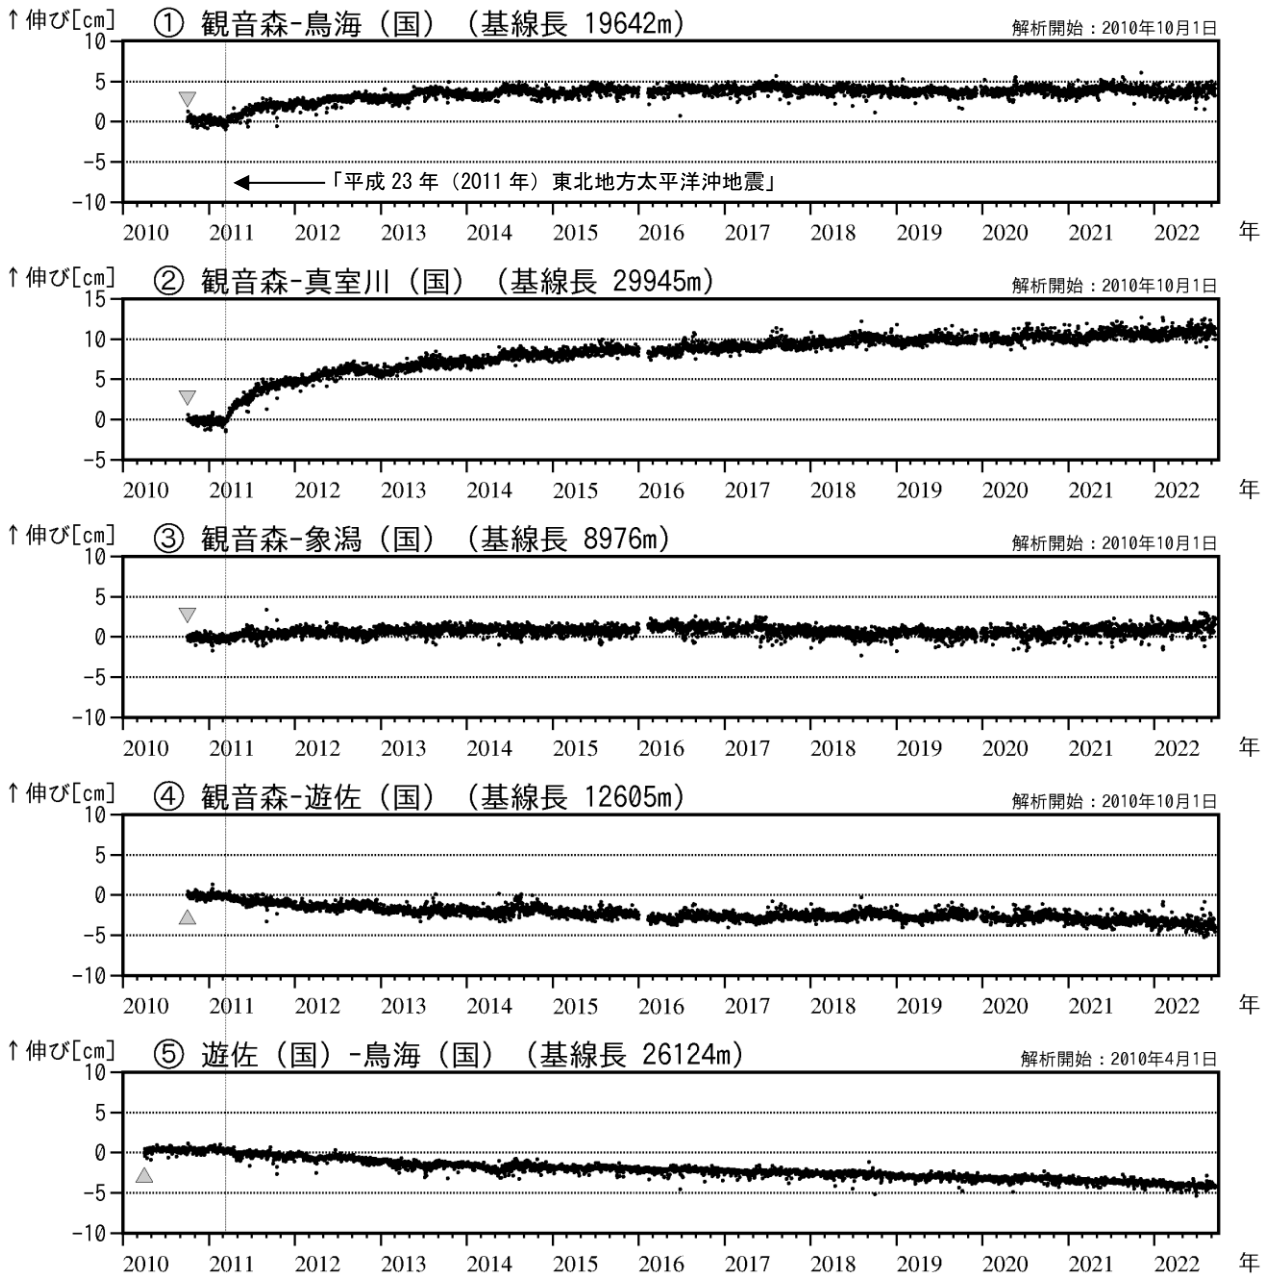 ↑伸び[cm] ① 観音森-鳥海（国）（基線長 19642m） 解析開始：2010年10月1日
10
5
0
-5
「平成 23 年（2011 年）東北地方太平洋沖地震」
-10
2010 2011 2012 2013 2014 2015 2016 2017 2018 2019 2020 2021 2022 年
↑伸び[cm] ② 観音森-真室川（国）（基線長 29945m） 解析開始：2010年10月1日
15
10
5
0
-5
2010 2011 2012 2013 2014 2015 2016 2017 2018 2019 2020 2021 2022 年
↑伸び[cm] ③ 観音森-象潟（国）（基線長 8976m） 解析開始：2010年10月1日
10
5
0
-5
-10
2010 2011 2012 2013 2014 2015 2016 2017 2018 2019 2020 2021 2022 年
↑伸び[cm] ④ 観音森-遊佐（国）（基線長 12605m） 解析開始：2010年10月1日
10
5
0
-5
-10
2010 2011 2012 2013 2014 2015 2016 2017 2018 2019 2020 2021 2022 年
↑伸び[cm] ⑤ 遊佐（国）-鳥海（国）（基線長 26124m） 解析開始：2010年4月1日
10
5
0
-5
-10
2010 2011 2012 2013 2014 2015 2016 2017 2018 2019 2020 2021 2022 年